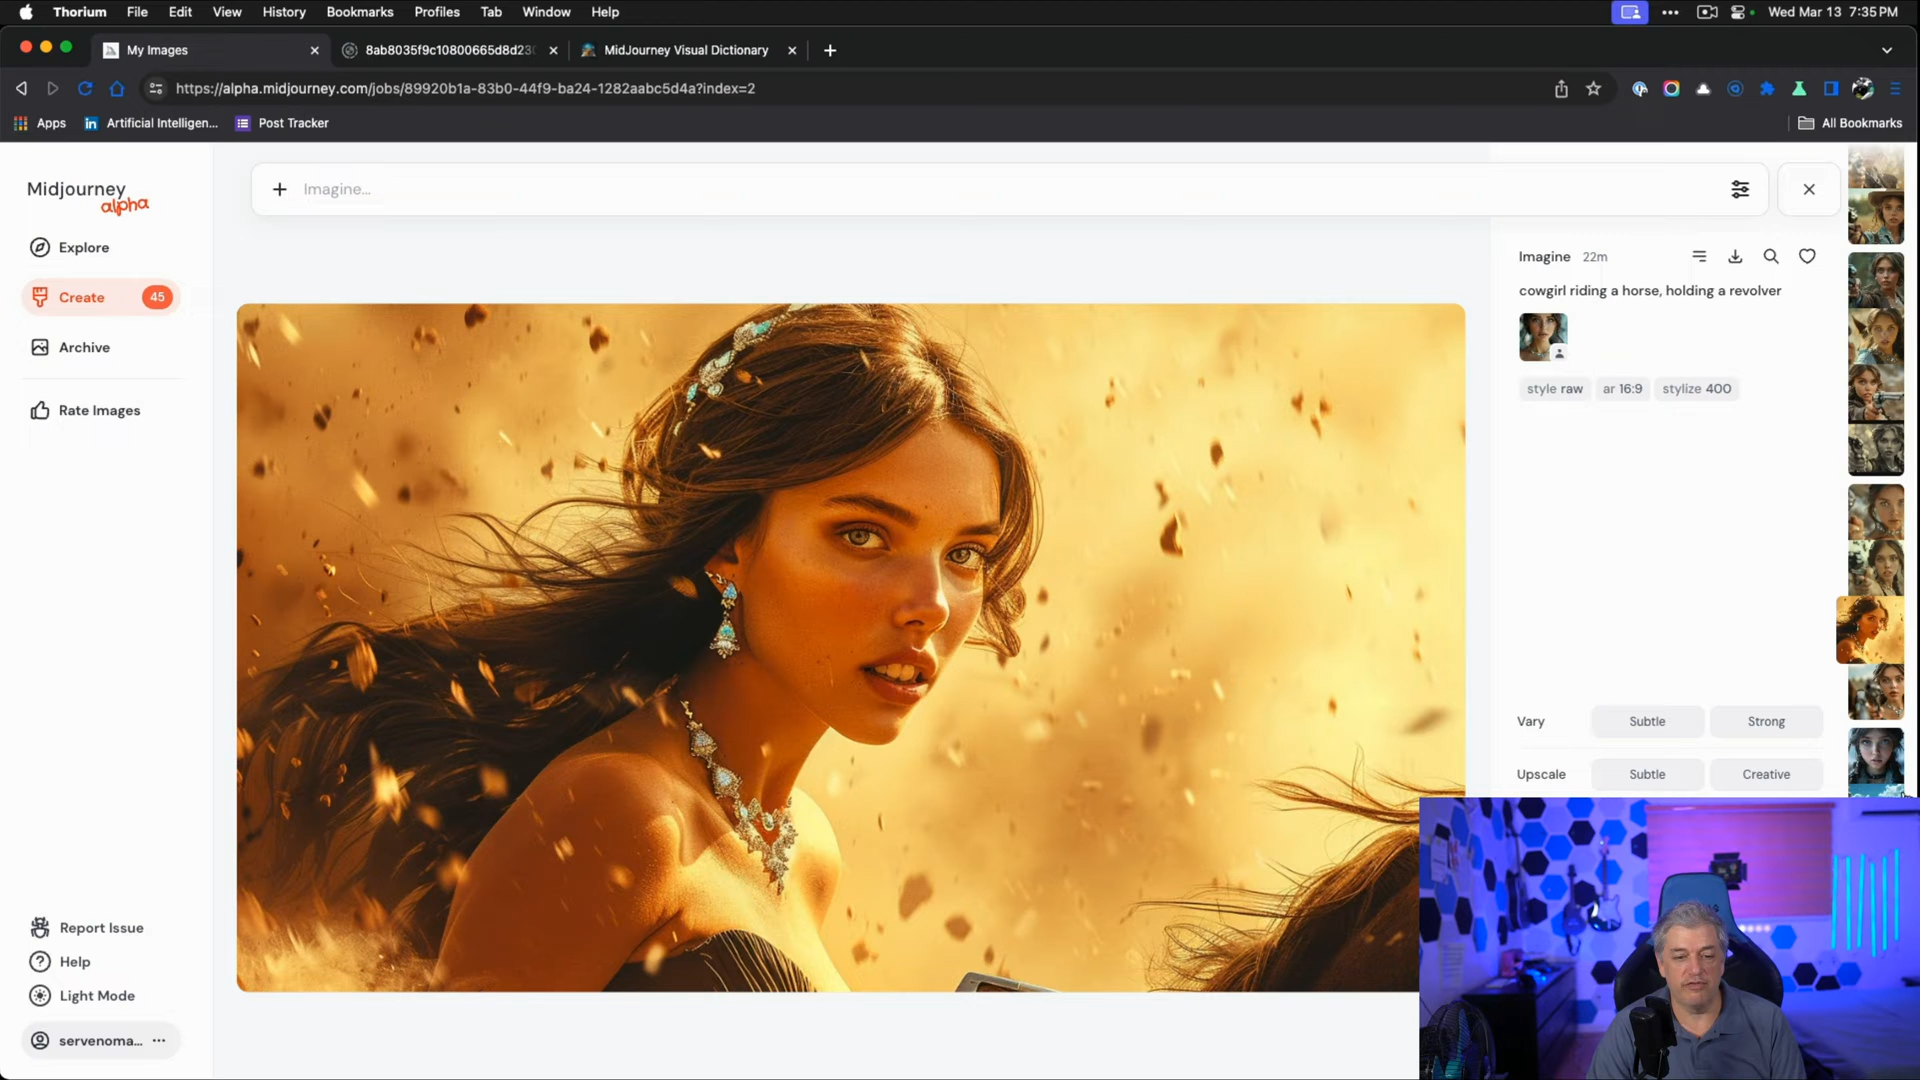 Thorium File Edit View History Bookmarks Profiles Tab Window Help Wed Mar 13 7:35 PM
My Images 8ab8035f9c10800665d8d230 MidJourney Visual Dictionary
https://alpha.midjourney.com/jobs/89920b1a-83b0-44f9-ba24-1282aabc5d4a?index=2
Apps Artificial Intelligen... Post Tracker All Bookmarks
Midjourney
alpha
Imagine...
Explore
Create 45
Archive
Rate Images
Imagine 22m
cowgirl riding a horse, holding a revolver
style raw ar 16:9 stylize 400
Vary Subtle Strong
Upscale Subtle Creative
Report Issue
Help
Light Mode
servenoma... ...